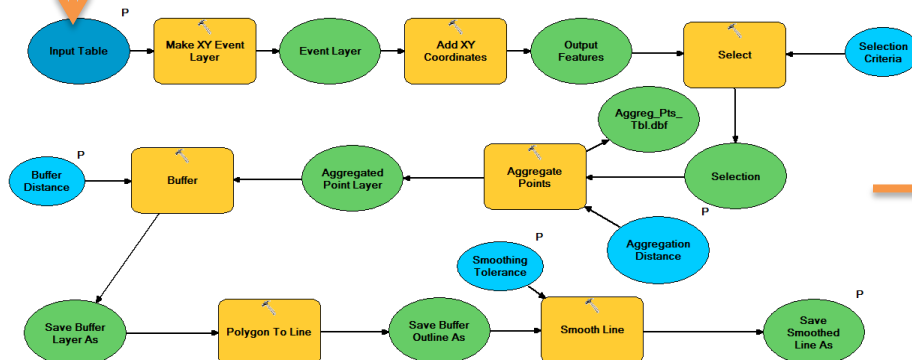 P
Input Table
Make XY Event
Layer
Event Layer
Add XY
Coordinates
Output
Features
Select
Selection
Criteria
Aggreg_Pts_
Tbl.dbf
P
Buffer
Distance
Buffer
Aggregated
Point Layer
Aggregate
Points
Selection
P
Aggregation
Distance
P
Smoothing
Tolerance
Save Buffer
Layer As
Polygon To Line
Save Buffer
Outline As
Smooth Line
P
Save
Smoothed
Line As